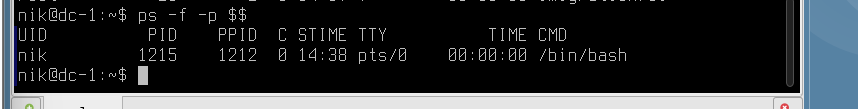 nik@dc-1:~$ ps -f -p $$
UID        PID  PPID  C STIME TTY          TIME CMD
nik       1215  1212  0 14:38 pts/0    00:00:00 /bin/bash
nik@dc-1:~$